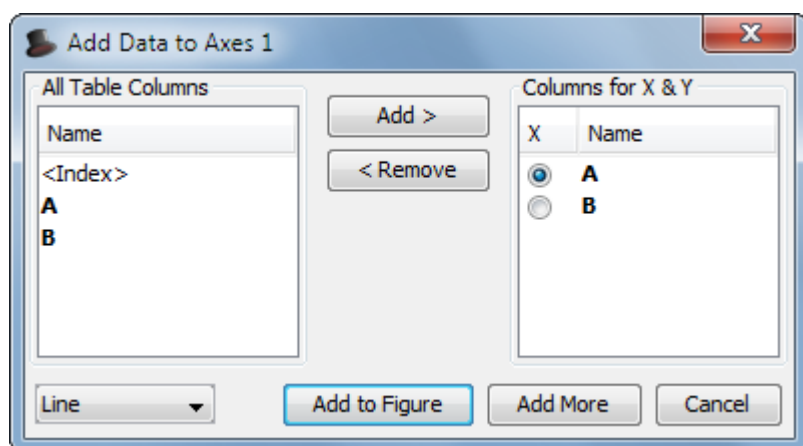 Add Data to Axes 1
All Table Columns
Name
<Index>
A
B
Add >
< Remove
Columns for X & Y
X Name
A
B
Line
Add to Figure
Add More
Cancel